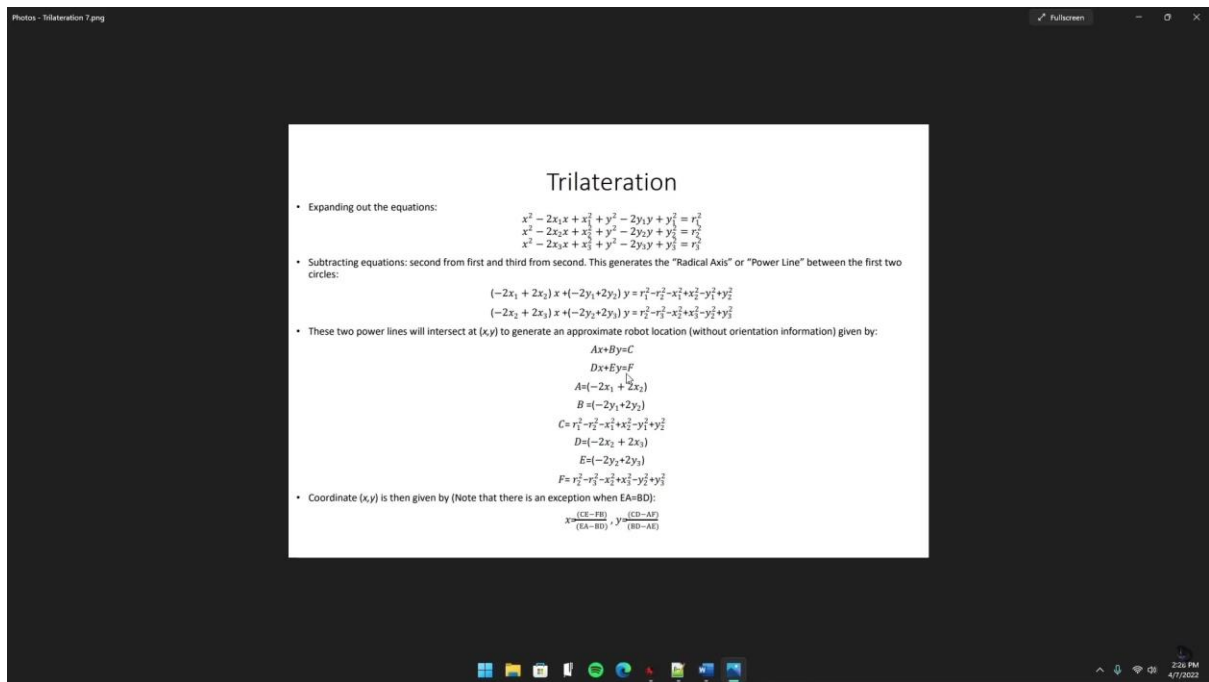 Photos - Trilateration 7.png
Fullscreen
Trilateration
• Expanding out the equations:
x² − 2x₁x + x₁² + y² − 2y₁y + y₁² = r₁²
x² − 2x₂x + x₂² + y² − 2y₂y + y₂² = r₂²
x² − 2x₃x + x₃² + y² − 2y₃y + y₃² = r₃²
• Subtracting equations: second from first and third from second. This generates the “Radical Axis” or “Power Line” between the first two
circles:
(−2x₁ + 2x₂) x +(−2y₁+2y₂) y = r₁²−r₂²−x₁²+x₂²−y₁²+y₂²
(−2x₂ + 2x₃) x +(−2y₂+2y₃) y = r₂²−r₃²−x₂²+x₃²−y₂²+y₃²
• These two power lines will intersect at (x,y) to generate an approximate robot location (without orientation information) given by:
Ax+By=C
Dx+Ey=F
A=(−2x₁ + 2x₂)
B =(−2y₁+2y₂)
C= r₁²−r₂²−x₁²+x₂²−y₁²+y₂²
D=(−2x₂ + 2x₃)
E=(−2y₂+2y₃)
F= r₂²−r₃²−x₂²+x₃²−y₂²+y₃²
• Coordinate (x,y) is then given by (Note that there is an exception when EA=BD):
x=(CE−FB)/(EA−BD) , y=(CD−AF)/(BD−AE)
2:26 PM
4/7/2022